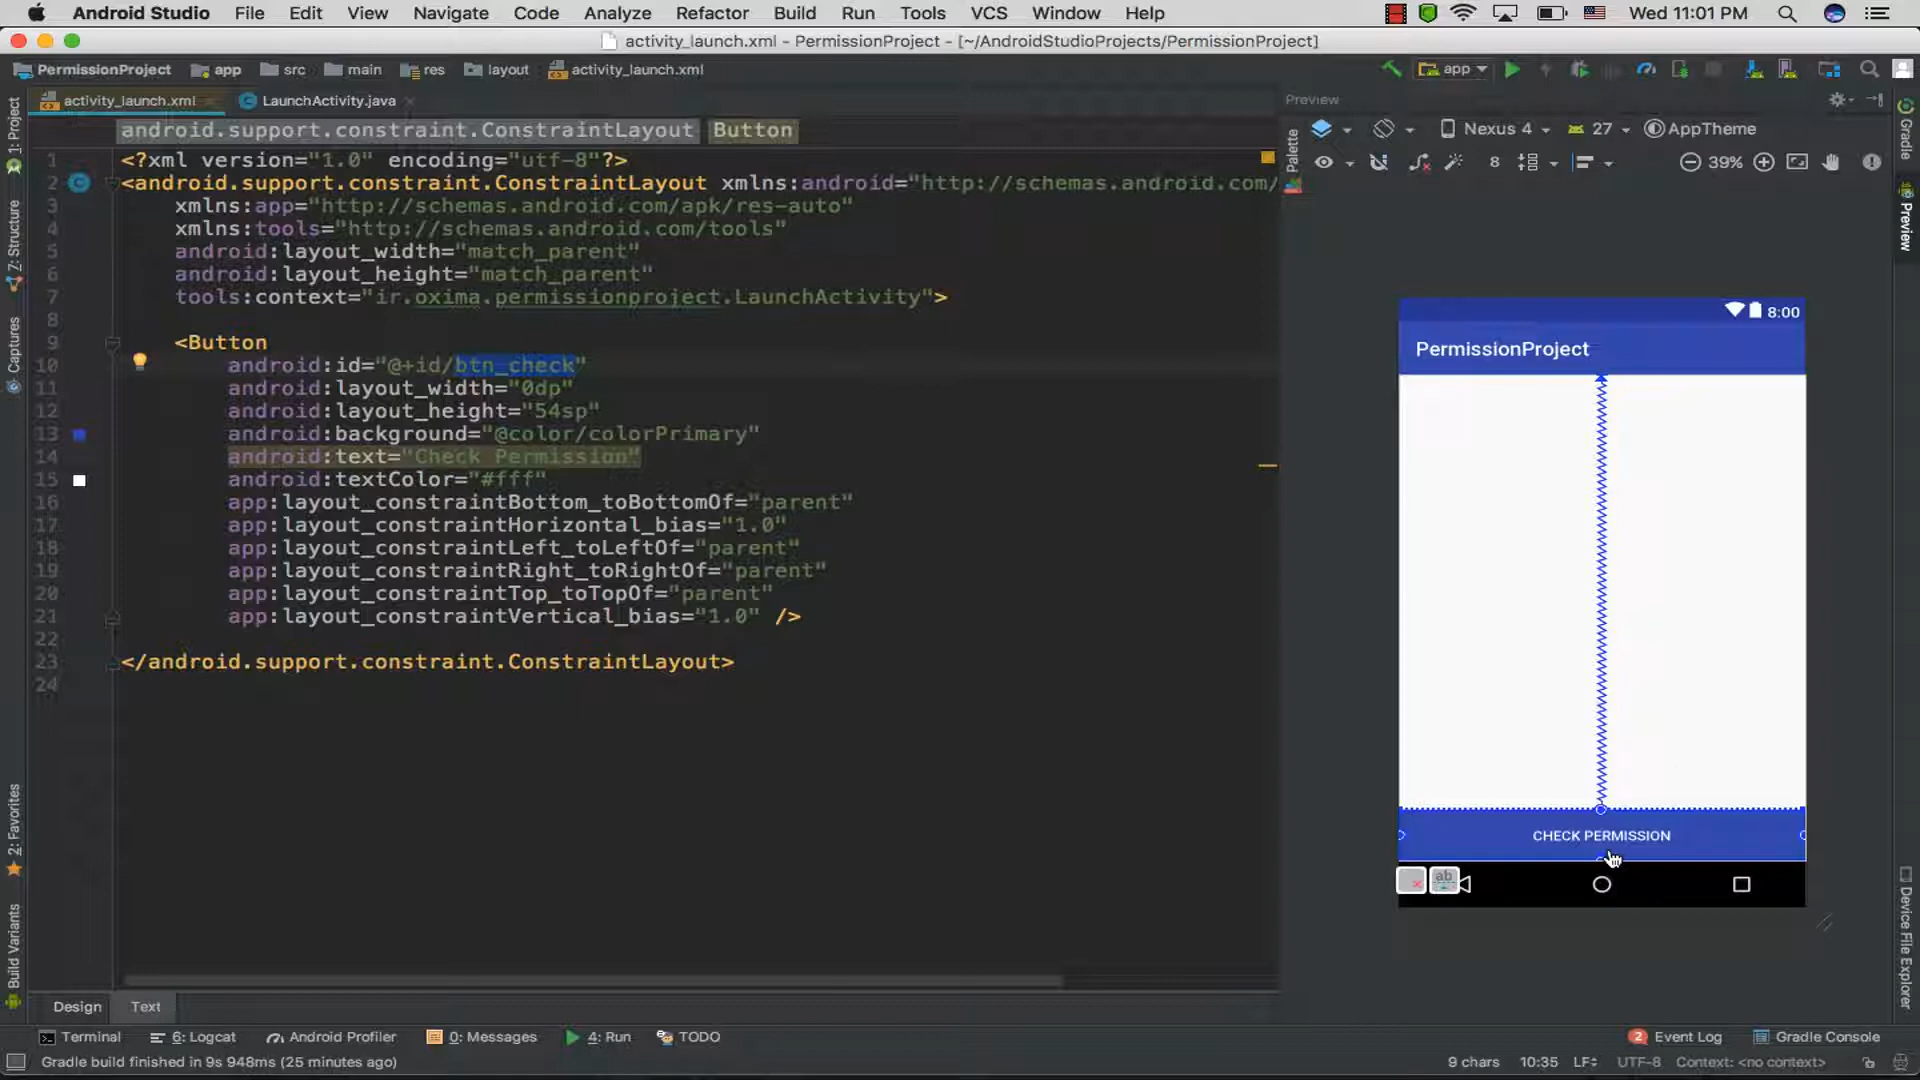 Android Studio File Edit View Navigate Code Analyze Refactor Build Run Tools VCS Window Help Wed 11:01 PM
activity_launch.xml - PermissionProject - [~/AndroidStudioProjects/PermissionProject]
PermissionProject app src main res layout activity_launch.xml app
activity_launch.xml LaunchActivity.java
Preview
android.support.constraint.ConstraintLayout Button
Nexus 4 27 AppTheme
8 39%
1 <?xml version="1.0" encoding="utf-8"?>
2 <android.support.constraint.ConstraintLayout xmlns:android="http://schemas.android.com/
3 xmlns:app="http://schemas.android.com/apk/res-auto"
4 xmlns:tools="http://schemas.android.com/tools"
5 android:layout_width="match_parent"
6 android:layout_height="match_parent"
7 tools:context="ir.oxima.permissionproject.LaunchActivity">
8
9 <Button
10 android:id="@+id/btn_check"
11 android:layout_width="0dp"
12 android:layout_height="54sp"
13 android:background="@color/colorPrimary"
14 android:text="Check Permission"
15 android:textColor="#fff"
16 app:layout_constraintBottom_toBottomOf="parent"
17 app:layout_constraintHorizontal_bias="1.0"
18 app:layout_constraintLeft_toLeftOf="parent"
19 app:layout_constraintRight_toRightOf="parent"
20 app:layout_constraintTop_toTopOf="parent"
21 app:layout_constraintVertical_bias="1.0" />
22
23 </android.support.constraint.ConstraintLayout>
24
1: Project
7: Structure
Captures
2: Favorites
Build Variants
Palette
8:00
PermissionProject
CHECK PERMISSION
ab
Gradle
Preview
Device File Explorer
Design Text
Terminal 6: Logcat Android Profiler 0: Messages 4: Run TODO 2 Event Log Gradle Console
Gradle build finished in 9s 948ms (25 minutes ago) 9 chars 10:35 LF÷ UTF-8 Context: <no context>